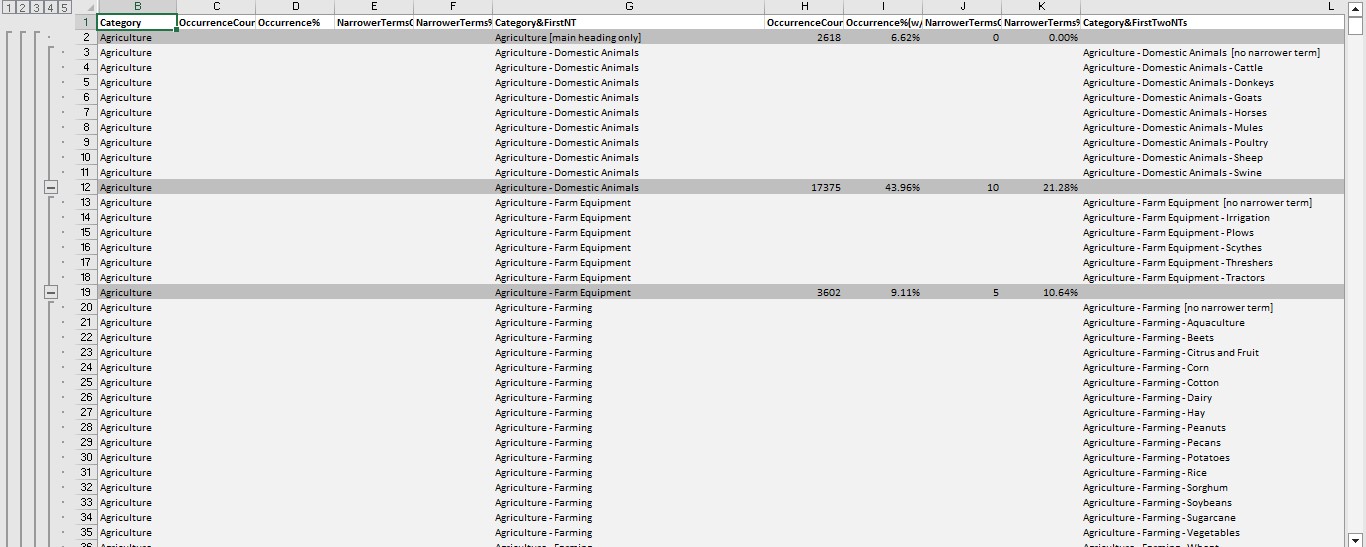 1 2 3 4 5 B C D E F G H I J K L
1 Category OccurrenceCour Occurrence% NarrowerTermsC NarrowerTerms% Category&FirstNT OccurrenceCour Occurrence%[w/ NarrowerTermsC NarrowerTerms% Category&FirstTwoNTs
2 Agriculture Agriculture [main heading only] 2618 6.62% 0 0.00%
3 Agriculture Agriculture - Domestic Animals Agriculture - Domestic Animals [no narrower term]
4 Agriculture Agriculture - Domestic Animals Agriculture - Domestic Animals - Cattle
5 Agriculture Agriculture - Domestic Animals Agriculture - Domestic Animals - Donkeys
6 Agriculture Agriculture - Domestic Animals Agriculture - Domestic Animals - Goats
7 Agriculture Agriculture - Domestic Animals Agriculture - Domestic Animals - Horses
8 Agriculture Agriculture - Domestic Animals Agriculture - Domestic Animals - Mules
9 Agriculture Agriculture - Domestic Animals Agriculture - Domestic Animals - Poultry
10 Agriculture Agriculture - Domestic Animals Agriculture - Domestic Animals - Sheep
11 Agriculture Agriculture - Domestic Animals Agriculture - Domestic Animals - Swine
12 Agriculture Agriculture - Domestic Animals 17375 43.96% 10 21.28%
13 Agriculture Agriculture - Farm Equipment Agriculture - Farm Equipment [no narrower term]
14 Agriculture Agriculture - Farm Equipment Agriculture - Farm Equipment - Irrigation
15 Agriculture Agriculture - Farm Equipment Agriculture - Farm Equipment - Plows
16 Agriculture Agriculture - Farm Equipment Agriculture - Farm Equipment - Scythes
17 Agriculture Agriculture - Farm Equipment Agriculture - Farm Equipment - Threshers
18 Agriculture Agriculture - Farm Equipment Agriculture - Farm Equipment - Tractors
19 Agriculture Agriculture - Farm Equipment 3602 9.11% 5 10.64%
20 Agriculture Agriculture - Farming Agriculture - Farming [no narrower term]
21 Agriculture Agriculture - Farming Agriculture - Farming - Aquaculture
22 Agriculture Agriculture - Farming Agriculture - Farming - Beets
23 Agriculture Agriculture - Farming Agriculture - Farming - Citrus and Fruit
24 Agriculture Agriculture - Farming Agriculture - Farming - Corn
25 Agriculture Agriculture - Farming Agriculture - Farming - Cotton
26 Agriculture Agriculture - Farming Agriculture - Farming - Dairy
27 Agriculture Agriculture - Farming Agriculture - Farming - Hay
28 Agriculture Agriculture - Farming Agriculture - Farming - Peanuts
29 Agriculture Agriculture - Farming Agriculture - Farming - Pecans
30 Agriculture Agriculture - Farming Agriculture - Farming - Potatoes
31 Agriculture Agriculture - Farming Agriculture - Farming - Rice
32 Agriculture Agriculture - Farming Agriculture - Farming - Sorghum
33 Agriculture Agriculture - Farming Agriculture - Farming - Soybeans
34 Agriculture Agriculture - Farming Agriculture - Farming - Sugarcane
35 Agriculture Agriculture - Farming Agriculture - Farming - Vegetables